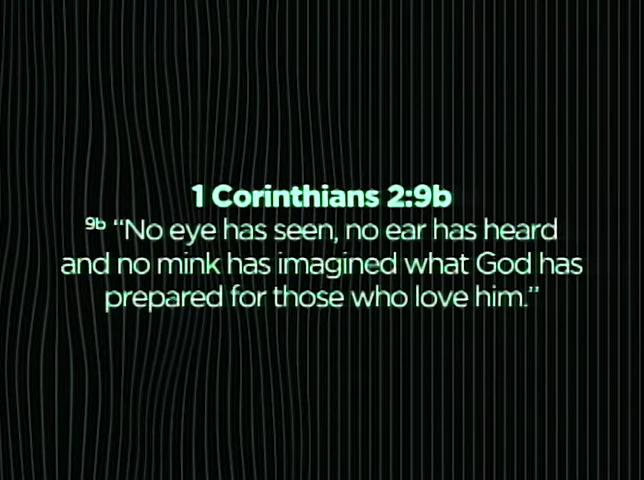 1 Corinthians 2:9b
9b “No eye has seen, no ear has heard
and no mink has imagined what God has
prepared for those who love him.”